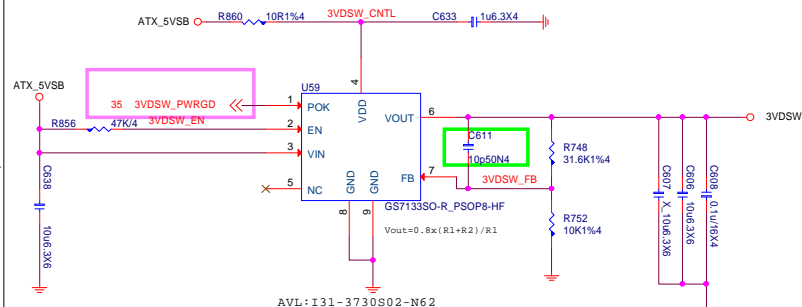 ATX_5VSB
R860
10R1%4
3VDSW_CNTL
C633
1u6.3X4
ATX_5VSB
35
3VDSW_PWRGD
R856
47K/4
3VDSW_EN
U59
1
POK
2
EN
3
VIN
5
NC
4
VDD
VOUT
6
FB
7
GND
8
GND
9
GS7133SO-R_PSOP8-HF
Vout=0.8x(R1+R2)/R1
C611
10p50N4
3VDSW_FB
R748
31.6K1%4
R752
10K1%4
3VDSW
C638
10u6.3X6
C607
X_10u6.3X6
C606
10u6.3X6
C608
0.1u/16X4
AVL:I31-3730S02-N62